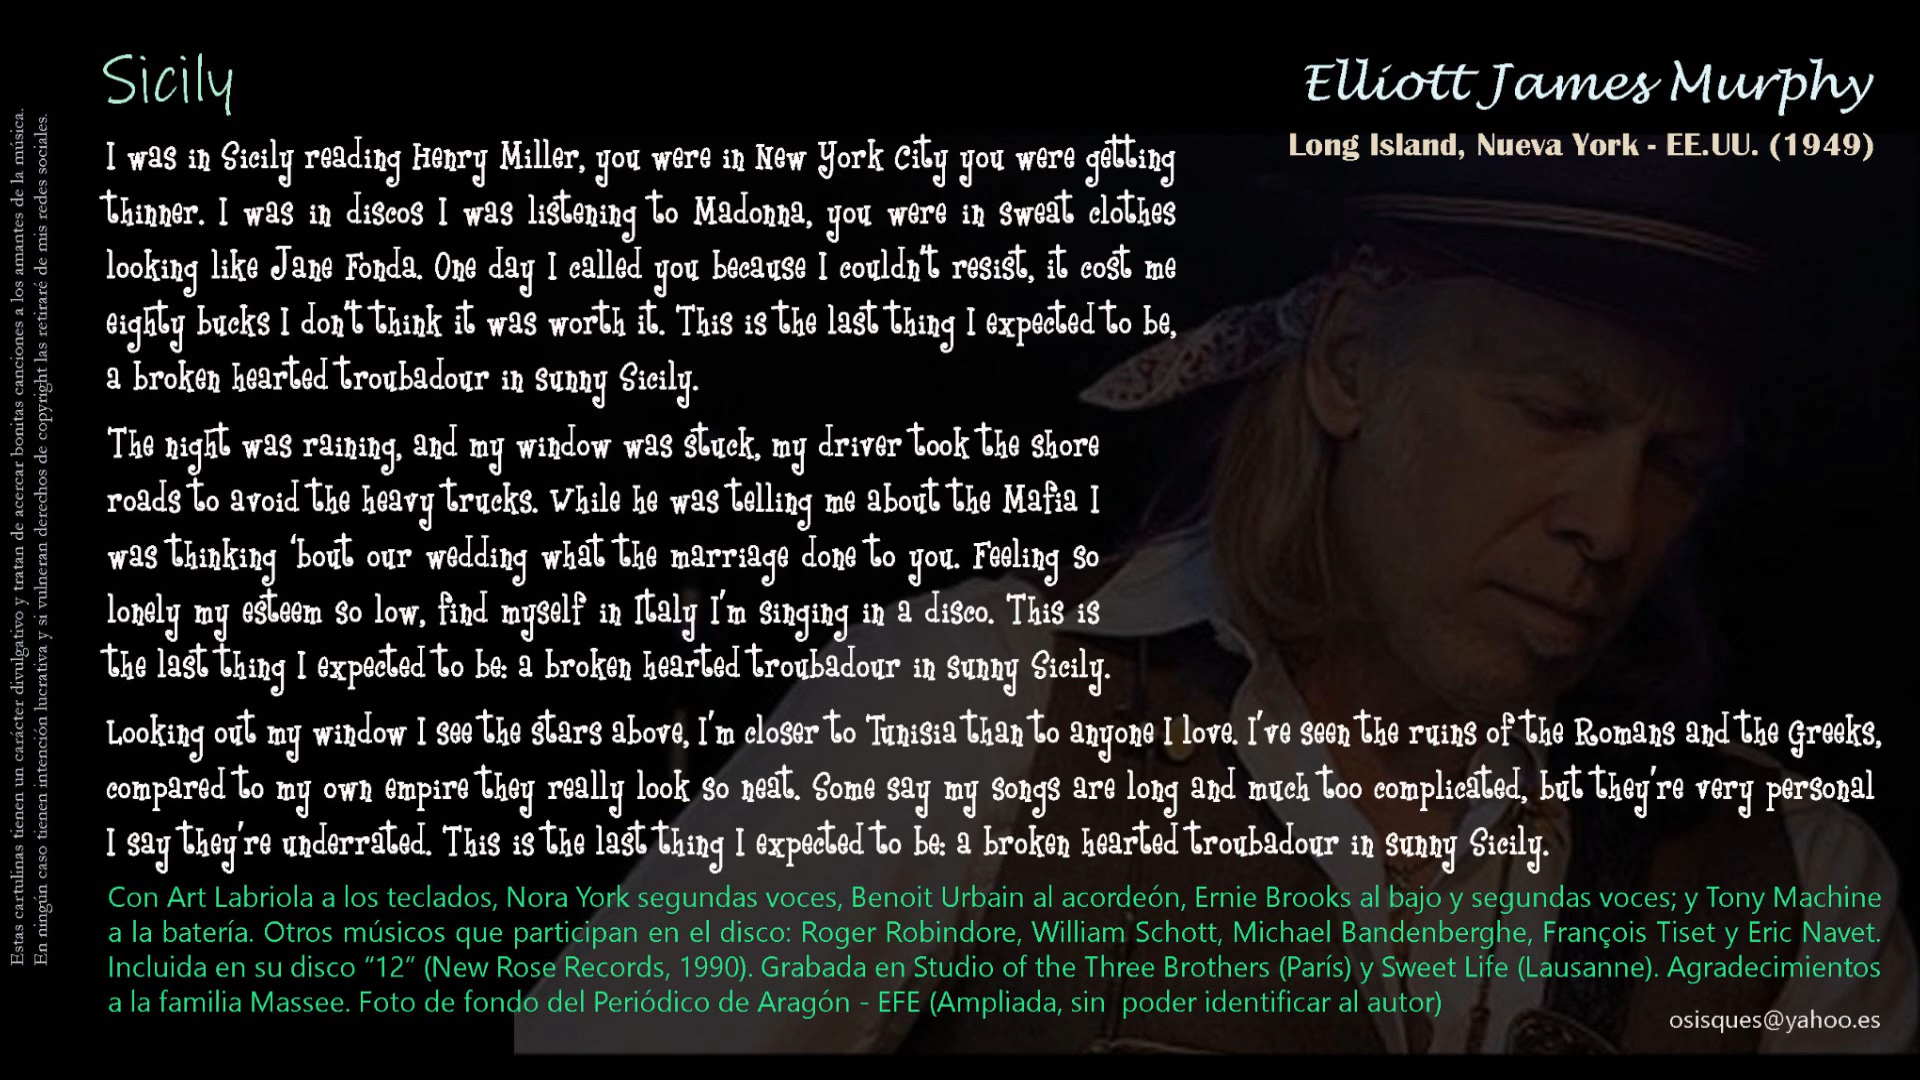 Sicily
Elliott James Murphy
Long Island, Nueva York - EE.UU. (1949)
I was in Sicily reading Henry Miller, you were in New York City you were getting
thinner. I was in discos I was listening to Madonna, you were in sweat clothes
looking like Jane Fonda. One day I called you because I couldn't resist, it cost me
eighty bucks I don't think it was worth it. This is the last thing I expected to be,
a broken hearted troubadour in sunny Sicily.
The night was raining, and my window was stuck, my driver took the shore
roads to avoid the heavy trucks. While he was telling me about the Mafia I
was thinking ‘bout our wedding what the marriage done to you. Feeling so
lonely my esteem so low, find myself in Italy I'm singing in a disco. This is
the last thing I expected to be: a broken hearted troubadour in sunny Sicily.
Looking out my window I see the stars above, I'm closer to Tunisia than to anyone I love. I've seen the ruins of the Romans and the Greeks,
compared to my own empire they really look so neat. Some say my songs are long and much too complicated, but they're very personal
I say they're underrated. This is the last thing I expected to be: a broken hearted troubadour in sunny Sicily.
Con Art Labriola a los teclados, Nora York segundas voces, Benoit Urbain al acordeón, Ernie Brooks al bajo y segundas voces; y Tony Machine
a la batería. Otros músicos que participan en el disco: Roger Robindore, William Schott, Michael Bandenberghe, François Tiset y Eric Navet.
Incluida en su disco “12” (New Rose Records, 1990). Grabada en Studio of the Three Brothers (París) y Sweet Life (Lausanne). Agradecimientos
a la familia Massee. Foto de fondo del Periódico de Aragón - EFE (Ampliada, sin poder identificar al autor)
osisques@yahoo.es
Estas cartulinas tienen un carácter divulgativo y tratan de acercar bonitas canciones a los amantes de la música.
En ningún caso tienen intención lucrativa y si vulneran derechos de copyright las retiraré de mis redes sociales.